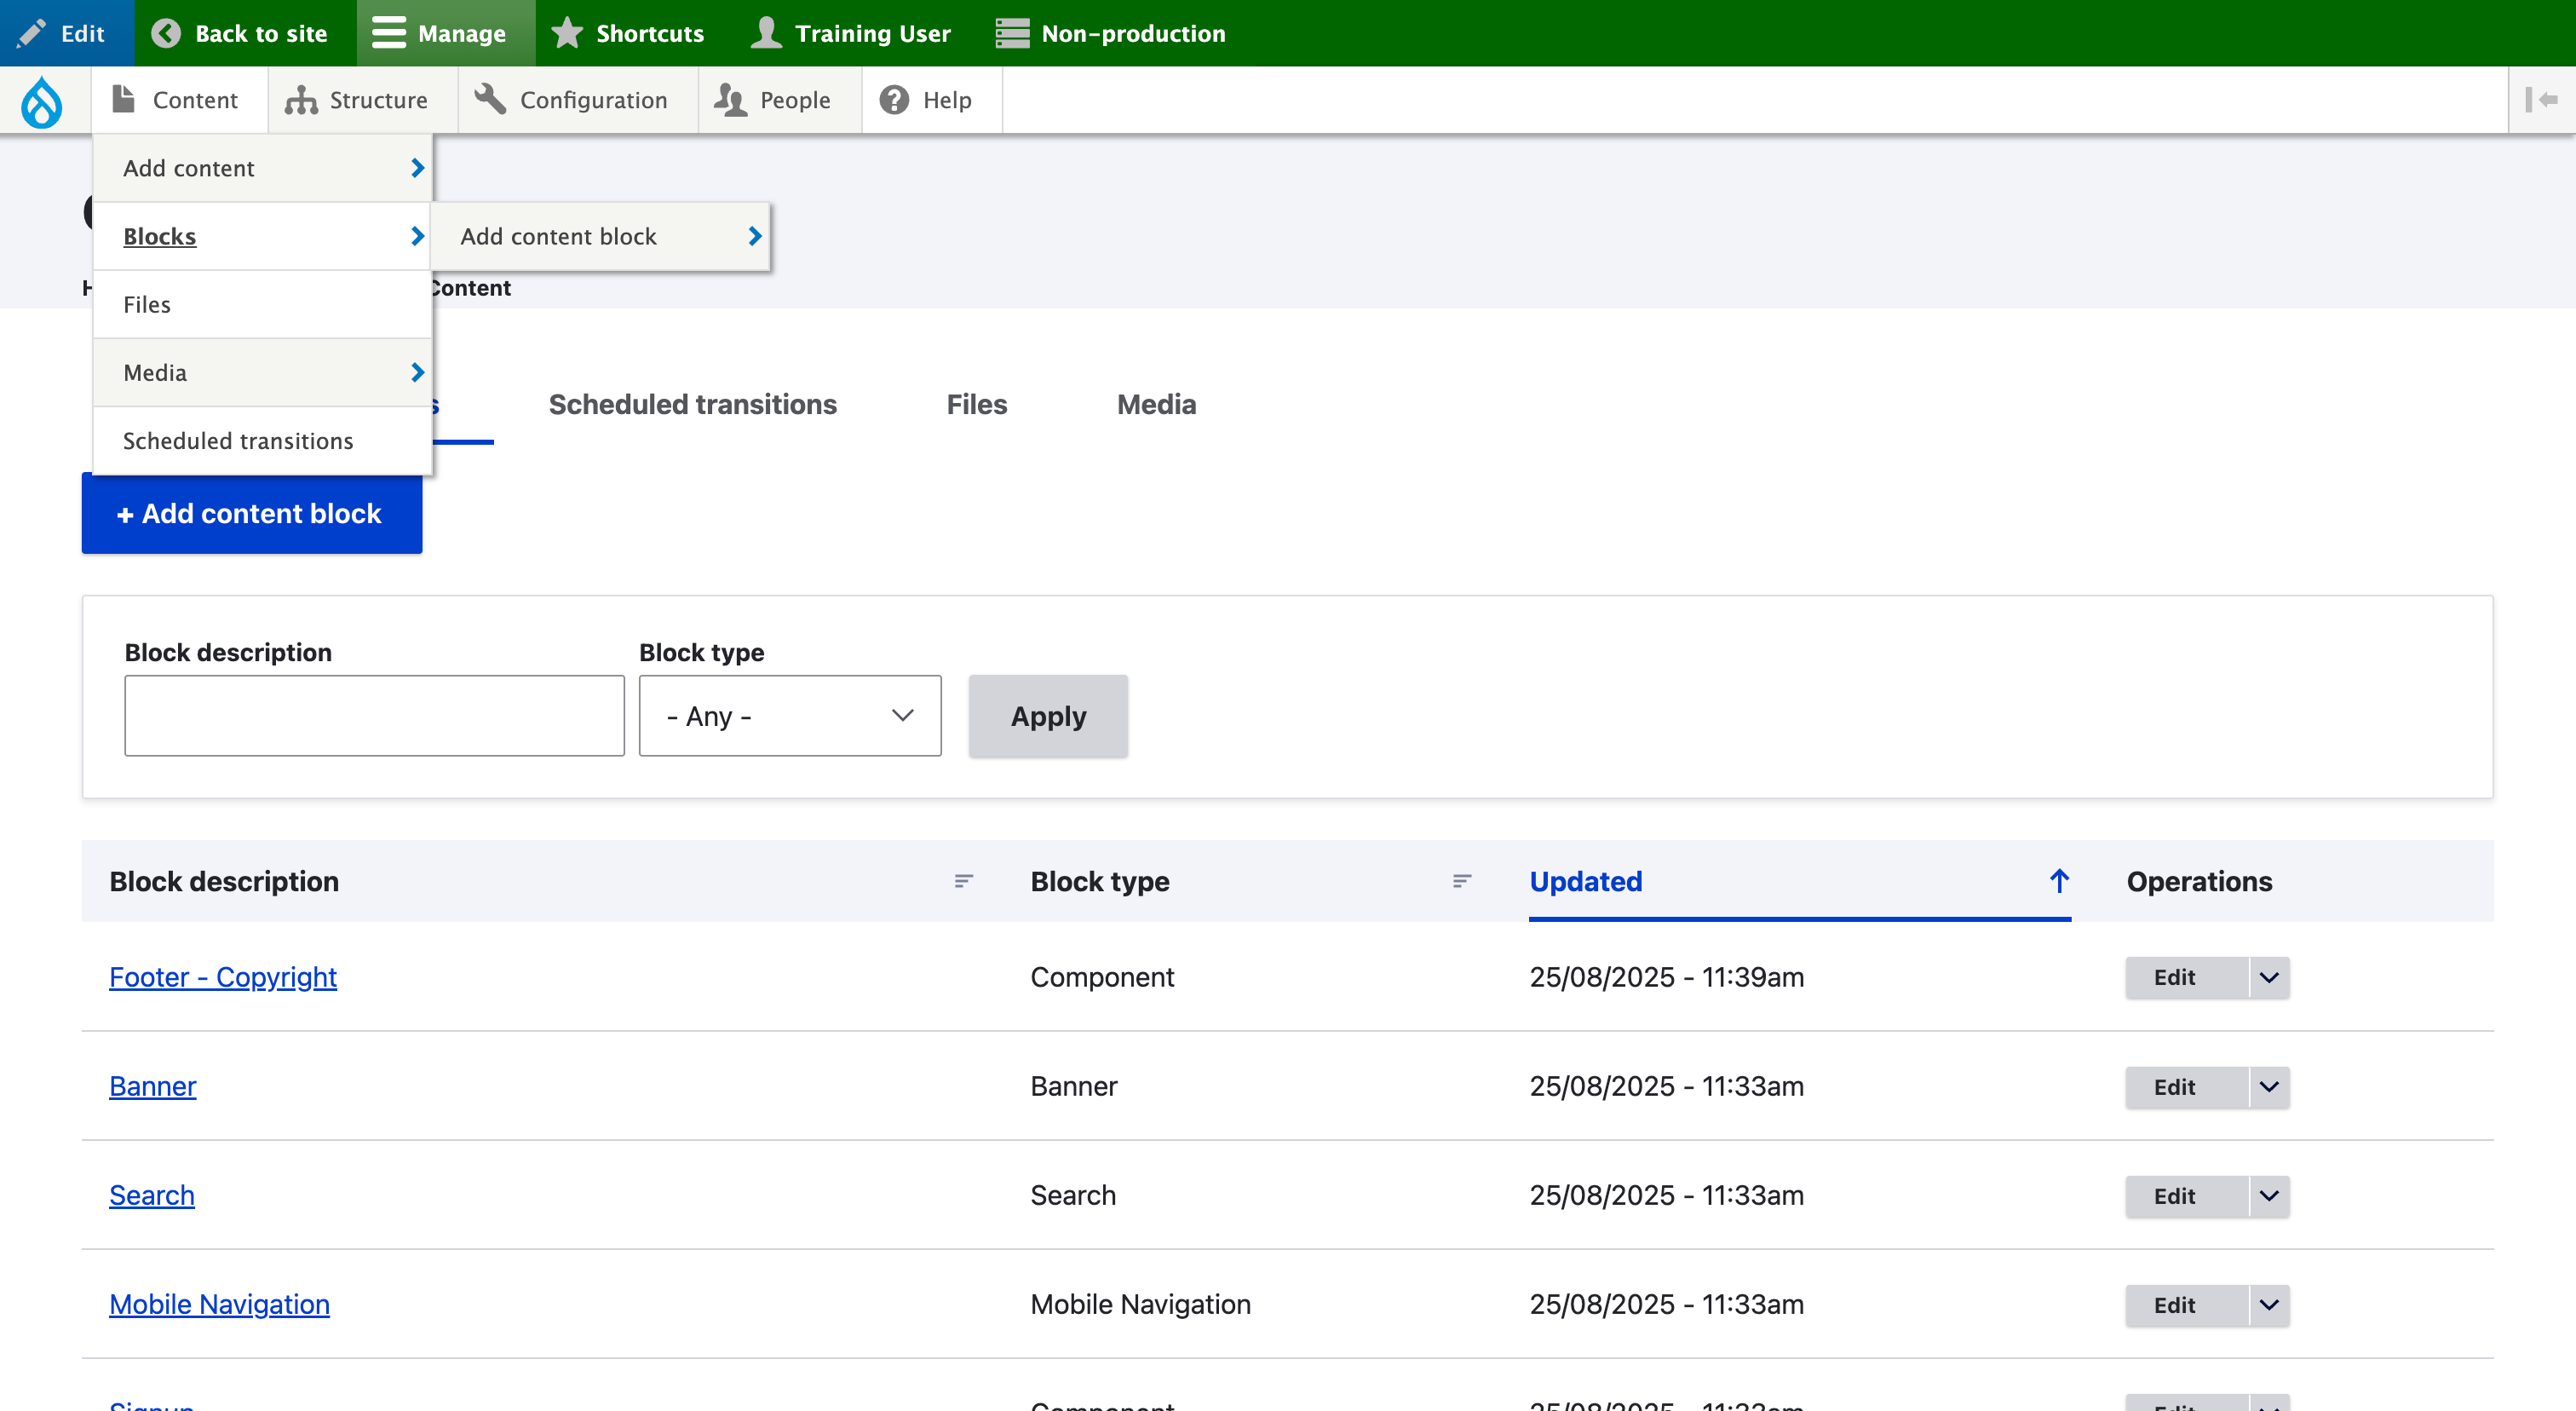 Edit Back to site Manage Shortcuts Training User Non-production
Content Structure Configuration People Help
Add content
Blocks Add content block
Files
Content
Media
Scheduled transitions Files Media
Scheduled transitions
+ Add content block
Block description Block type
- Any - Apply
Block description Block type Updated Operations
Footer - Copyright Component 25/08/2025 - 11:39am Edit
Banner Banner 25/08/2025 - 11:33am Edit
Search Search 25/08/2025 - 11:33am Edit
Mobile Navigation Mobile Navigation 25/08/2025 - 11:33am Edit